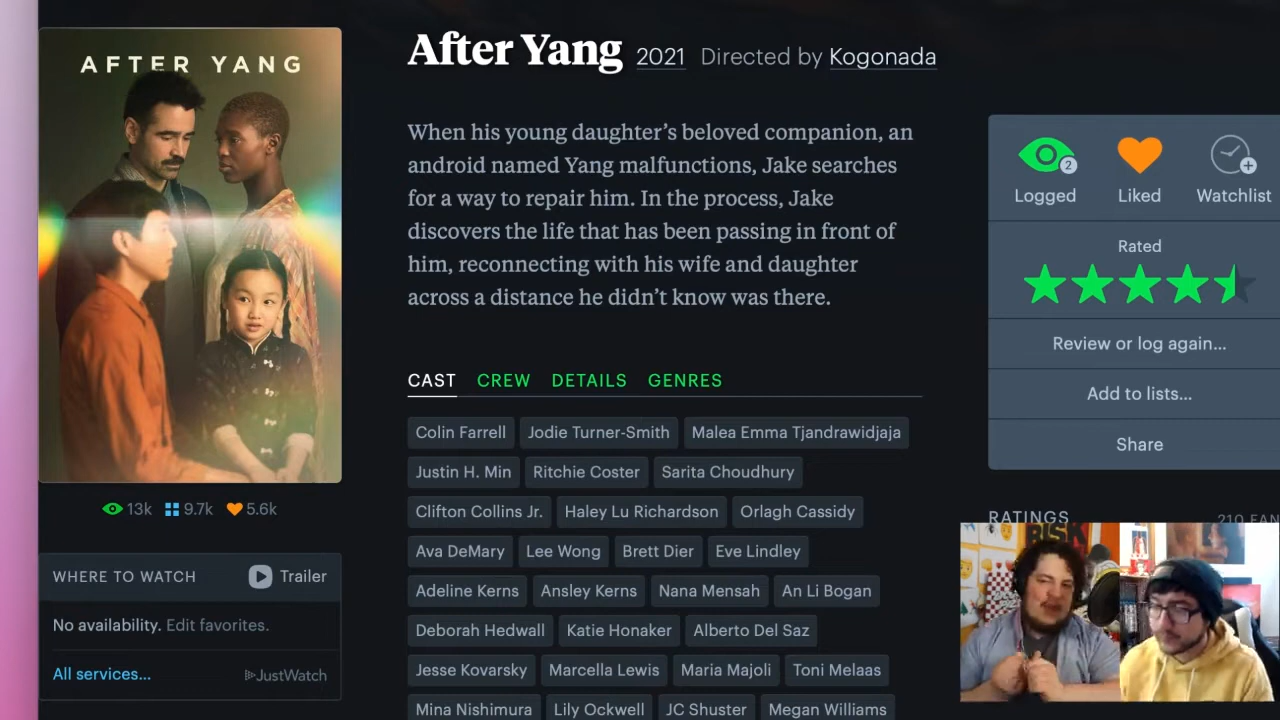 AFTER YANG
After Yang 2021 Directed by Kogonada
When his young daughter’s beloved companion, an
android named Yang malfunctions, Jake searches
for a way to repair him. In the process, Jake
discovers the life that has been passing in front of
him, reconnecting with his wife and daughter
across a distance he didn’t know was there.
2
Logged Liked Watchlist
Rated
Review or log again...
Add to lists...
Share
CAST CREW DETAILS GENRES
Colin Farrell Jodie Turner-Smith Malea Emma Tjandrawidjaja
Justin H. Min Ritchie Coster Sarita Choudhury
Clifton Collins Jr. Haley Lu Richardson Orlagh Cassidy
Ava DeMary Lee Wong Brett Dier Eve Lindley
Adeline Kerns Ansley Kerns Nana Mensah An Li Bogan
Deborah Hedwall Katie Honaker Alberto Del Saz
Jesse Kovarsky Marcella Lewis Maria Majoli Toni Melaas
Mina Nishimura Lily Ockwell JC Shuster Megan Williams
13k 9.7k 5.6k
WHERE TO WATCH Trailer
No availability. Edit favorites.
All services... JustWatch
RATINGS 210 FAN
RISK